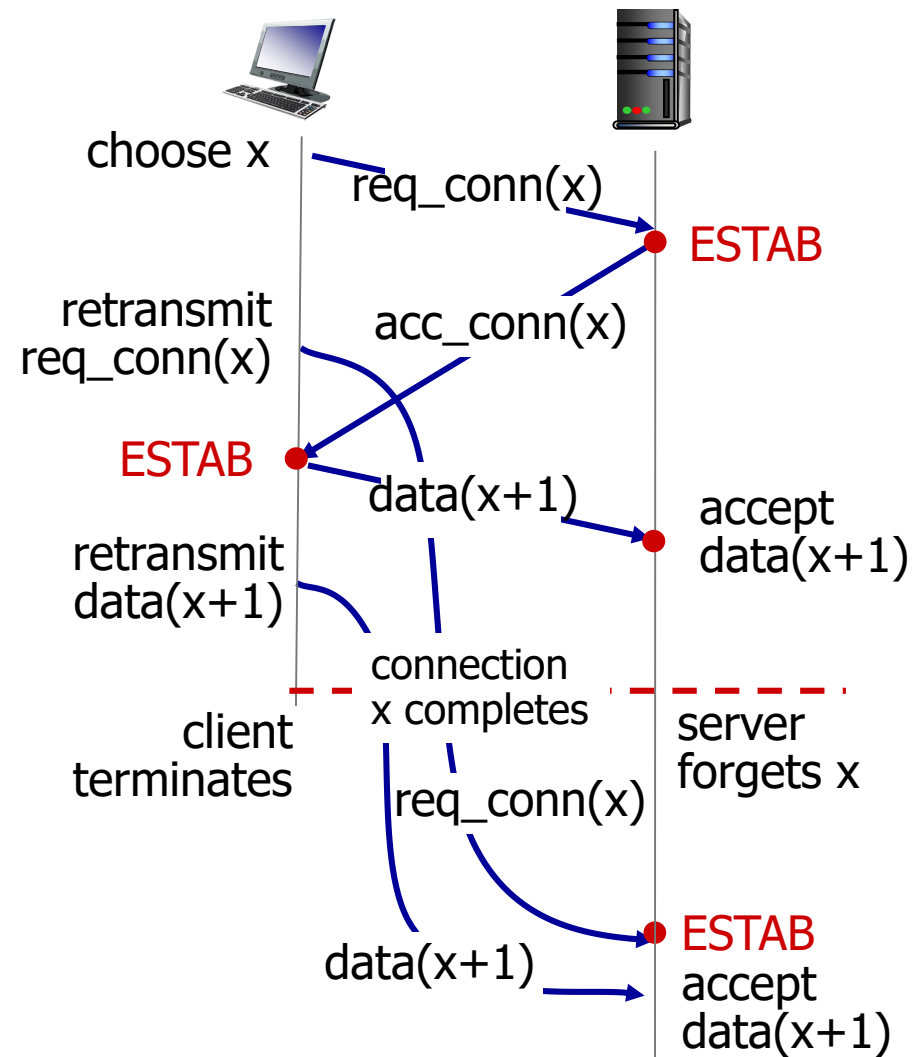 choose x
req_conn(x)
ESTAB
retransmit
req_conn(x)
acc_conn(x)
ESTAB
data(x+1)
accept
data(x+1)
retransmit
data(x+1)
connection
x completes
client
terminates
server
forgets x
req_conn(x)
ESTAB
data(x+1)
accept
data(x+1)